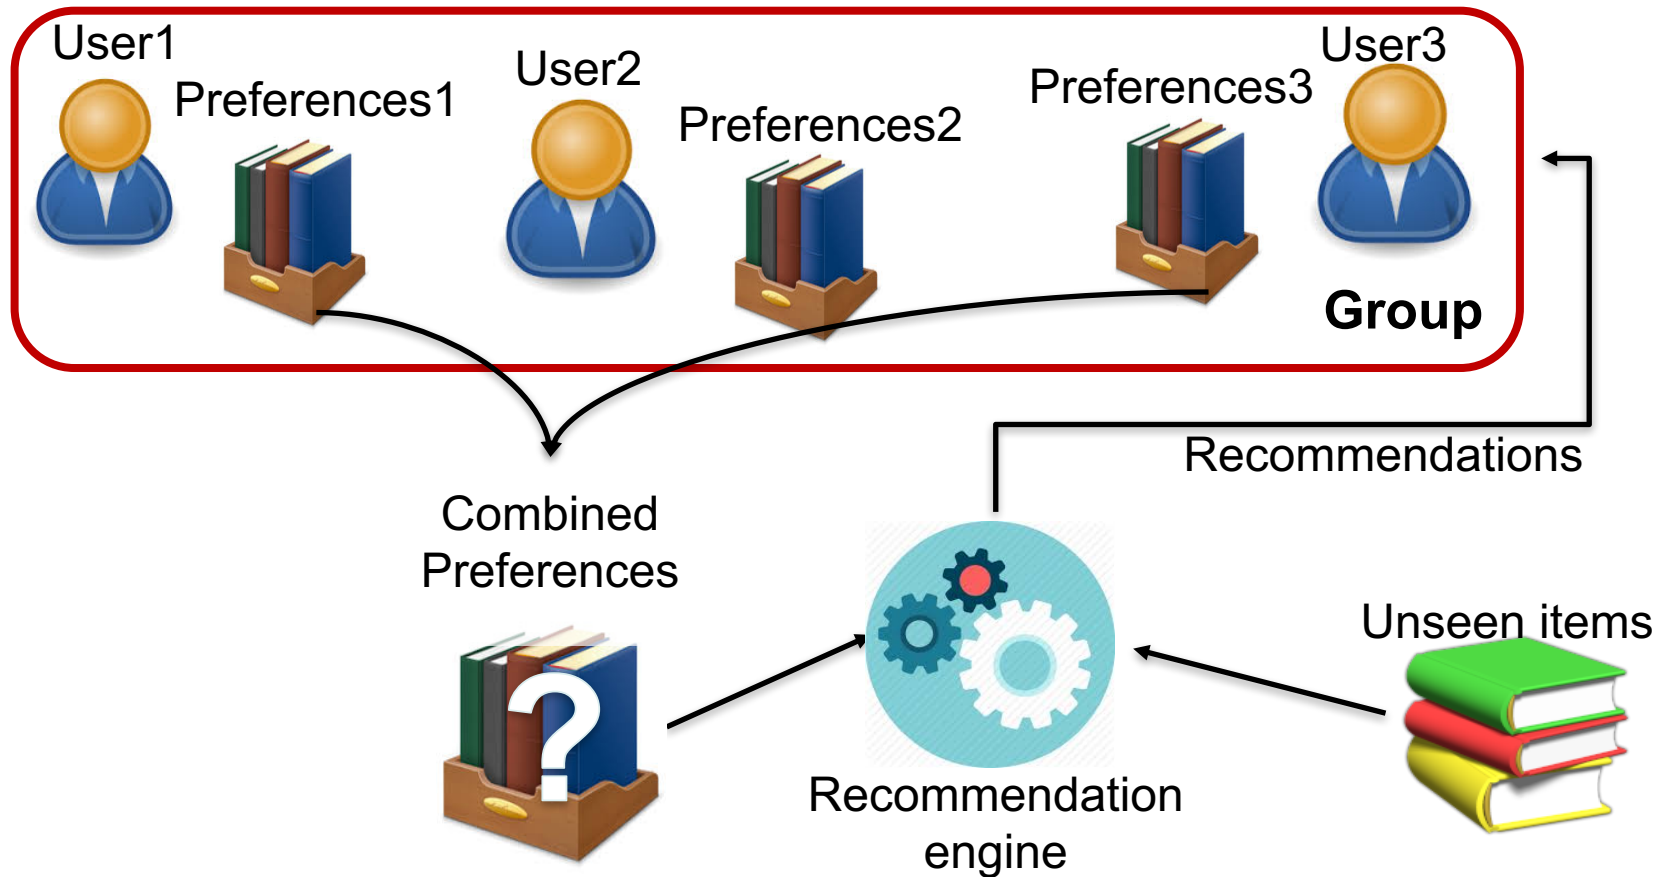 User1
Preferences1
User2
Preferences2
Preferences3
User3
Group
Recommendations
Combined
Preferences
?
Recommendation
engine
Unseen items